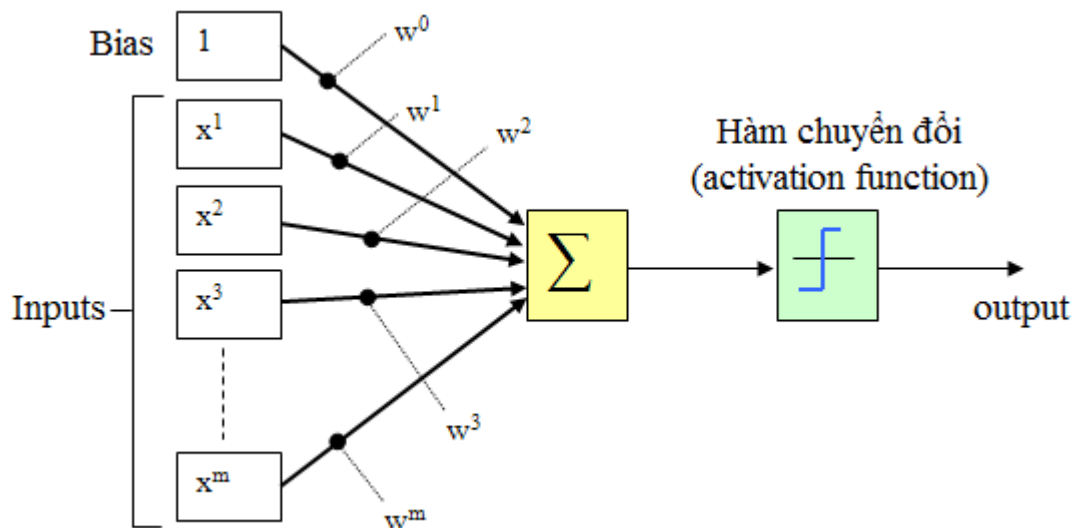 Bias
1
w⁰
x¹
w¹
w²
x²
Hàm chuyển đổi
(activation function)
∑
Inputs
x³
output
w³
xᵐ
wᵐ